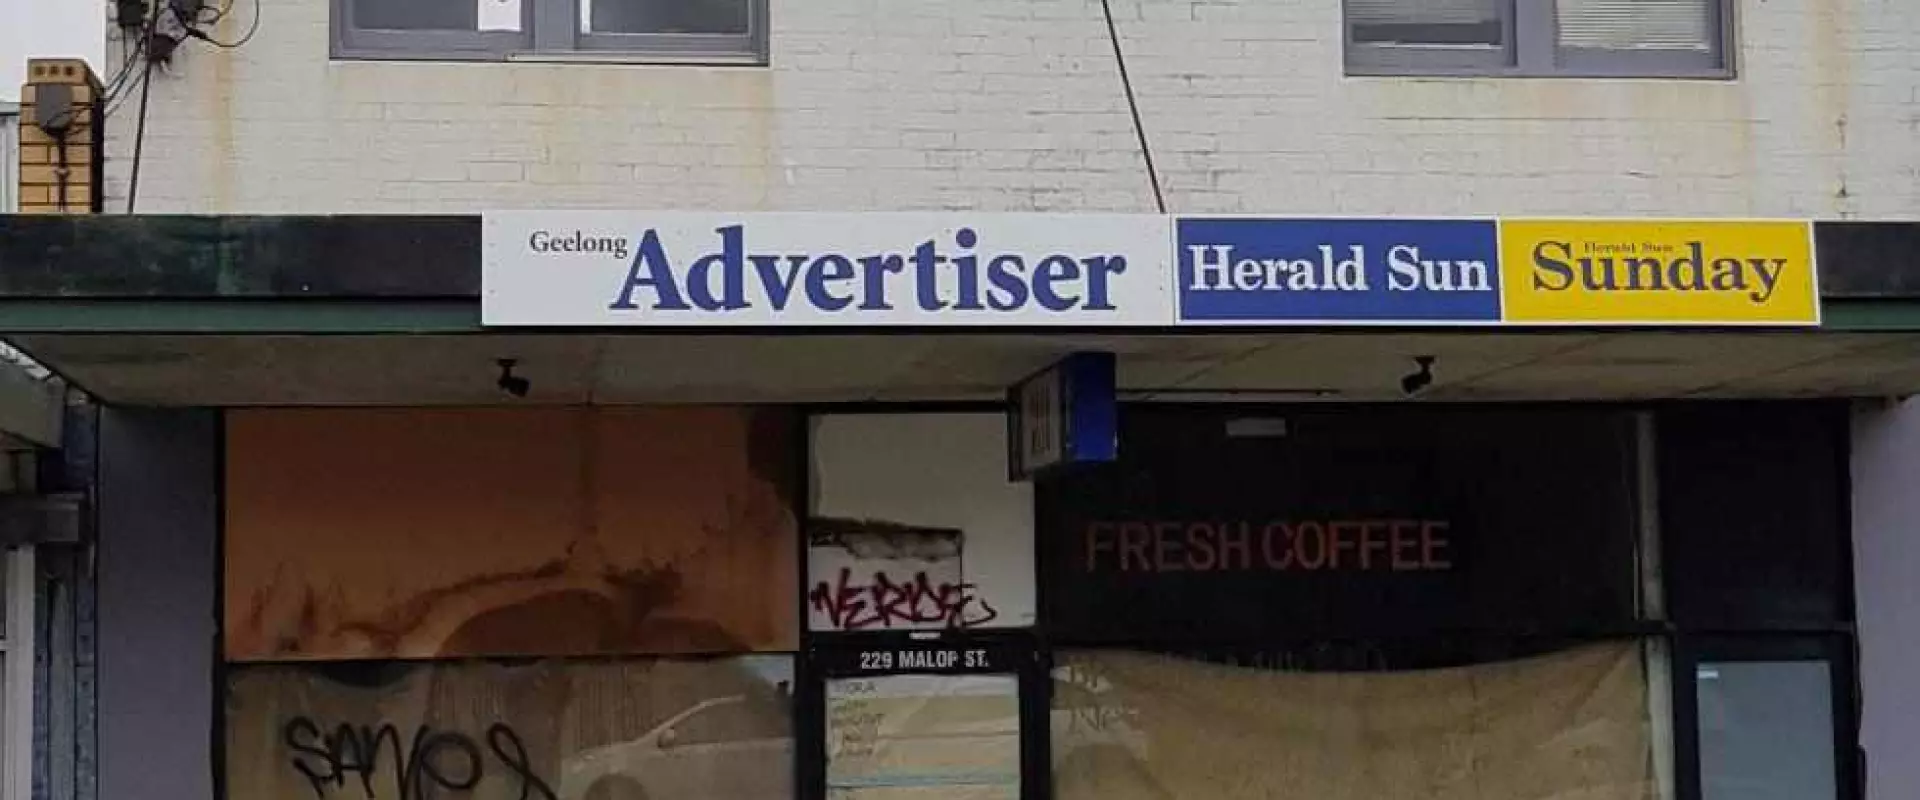 Geelong Advertiser
Herald Sun
Herald Sun
Sunday
FRESH COFFEE
229 MALOP ST.